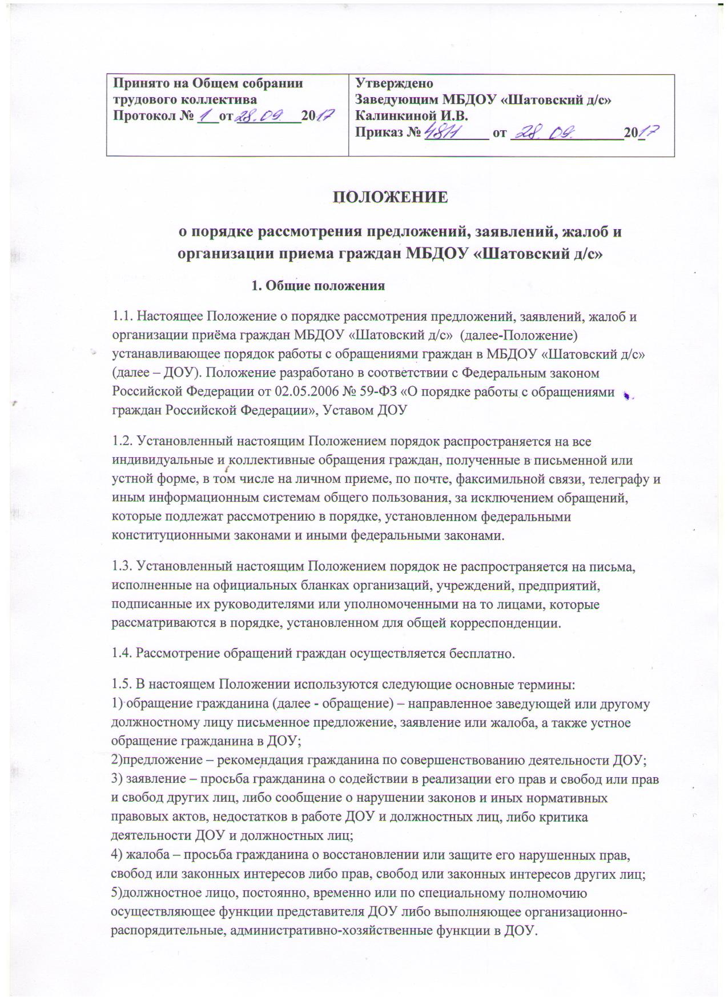 Принято на Общем собрании
трудового коллектива
Протокол № 1 от 28.09. 2017
Утверждено
Заведующим МБДОУ «Шатовский д/с»
Калинкиной И.В.
Приказ № 48Н от 28.09. 2017
ПОЛОЖЕНИЕ
о порядке рассмотрения предложений, заявлений, жалоб и
организации приема граждан МБДОУ «Шатовский д/с»
1. Общие положения
1.1. Настоящее Положение о порядке рассмотрения предложений, заявлений, жалоб и
организации приёма граждан МБДОУ «Шатовский д/с» (далее-Положение)
устанавливающее порядок работы с обращениями граждан в МБДОУ «Шатовский д/с»
(далее – ДОУ). Положение разработано в соответствии с Федеральным законом
Российской Федерации от 02.05.2006 № 59-ФЗ «О порядке работы с обращениями
граждан Российской Федерации», Уставом ДОУ
1.2. Установленный настоящим Положением порядок распространяется на все
индивидуальные и коллективные обращения граждан, полученные в письменной или
устной форме, в том числе на личном приеме, по почте, факсимильной связи, телеграфу и
иным информационным системам общего пользования, за исключением обращений,
которые подлежат рассмотрению в порядке, установленном федеральными
конституционными законами и иными федеральными законами.
1.3. Установленный настоящим Положением порядок не распространяется на письма,
исполненные на официальных бланках организаций, учреждений, предприятий,
подписанные их руководителями или уполномоченными на то лицами, которые
рассматриваются в порядке, установленном для общей корреспонденции.
1.4. Рассмотрение обращений граждан осуществляется бесплатно.
1.5. В настоящем Положении используются следующие основные термины:
1) обращение гражданина (далее - обращение) – направленное заведующей или другому
должностному лицу письменное предложение, заявление или жалоба, а также устное
обращение гражданина в ДОУ;
2)предложение – рекомендация гражданина по совершенствованию деятельности ДОУ;
3) заявление – просьба гражданина о содействии в реализации его прав и свобод или прав
и свобод других лиц, либо сообщение о нарушении законов и иных нормативных
правовых актов, недостатков в работе ДОУ и должностных лиц, либо критика
деятельности ДОУ и должностных лиц;
4) жалоба – просьба гражданина о восстановлении или защите его нарушенных прав,
свобод или законных интересов либо прав, свобод или законных интересов других лиц;
5)должностное лицо, постоянно, временно или по специальному полномочию
осуществляющее функции представителя ДОУ либо выполняющее организационно-
распорядительные, административно-хозяйственные функции в ДОУ.